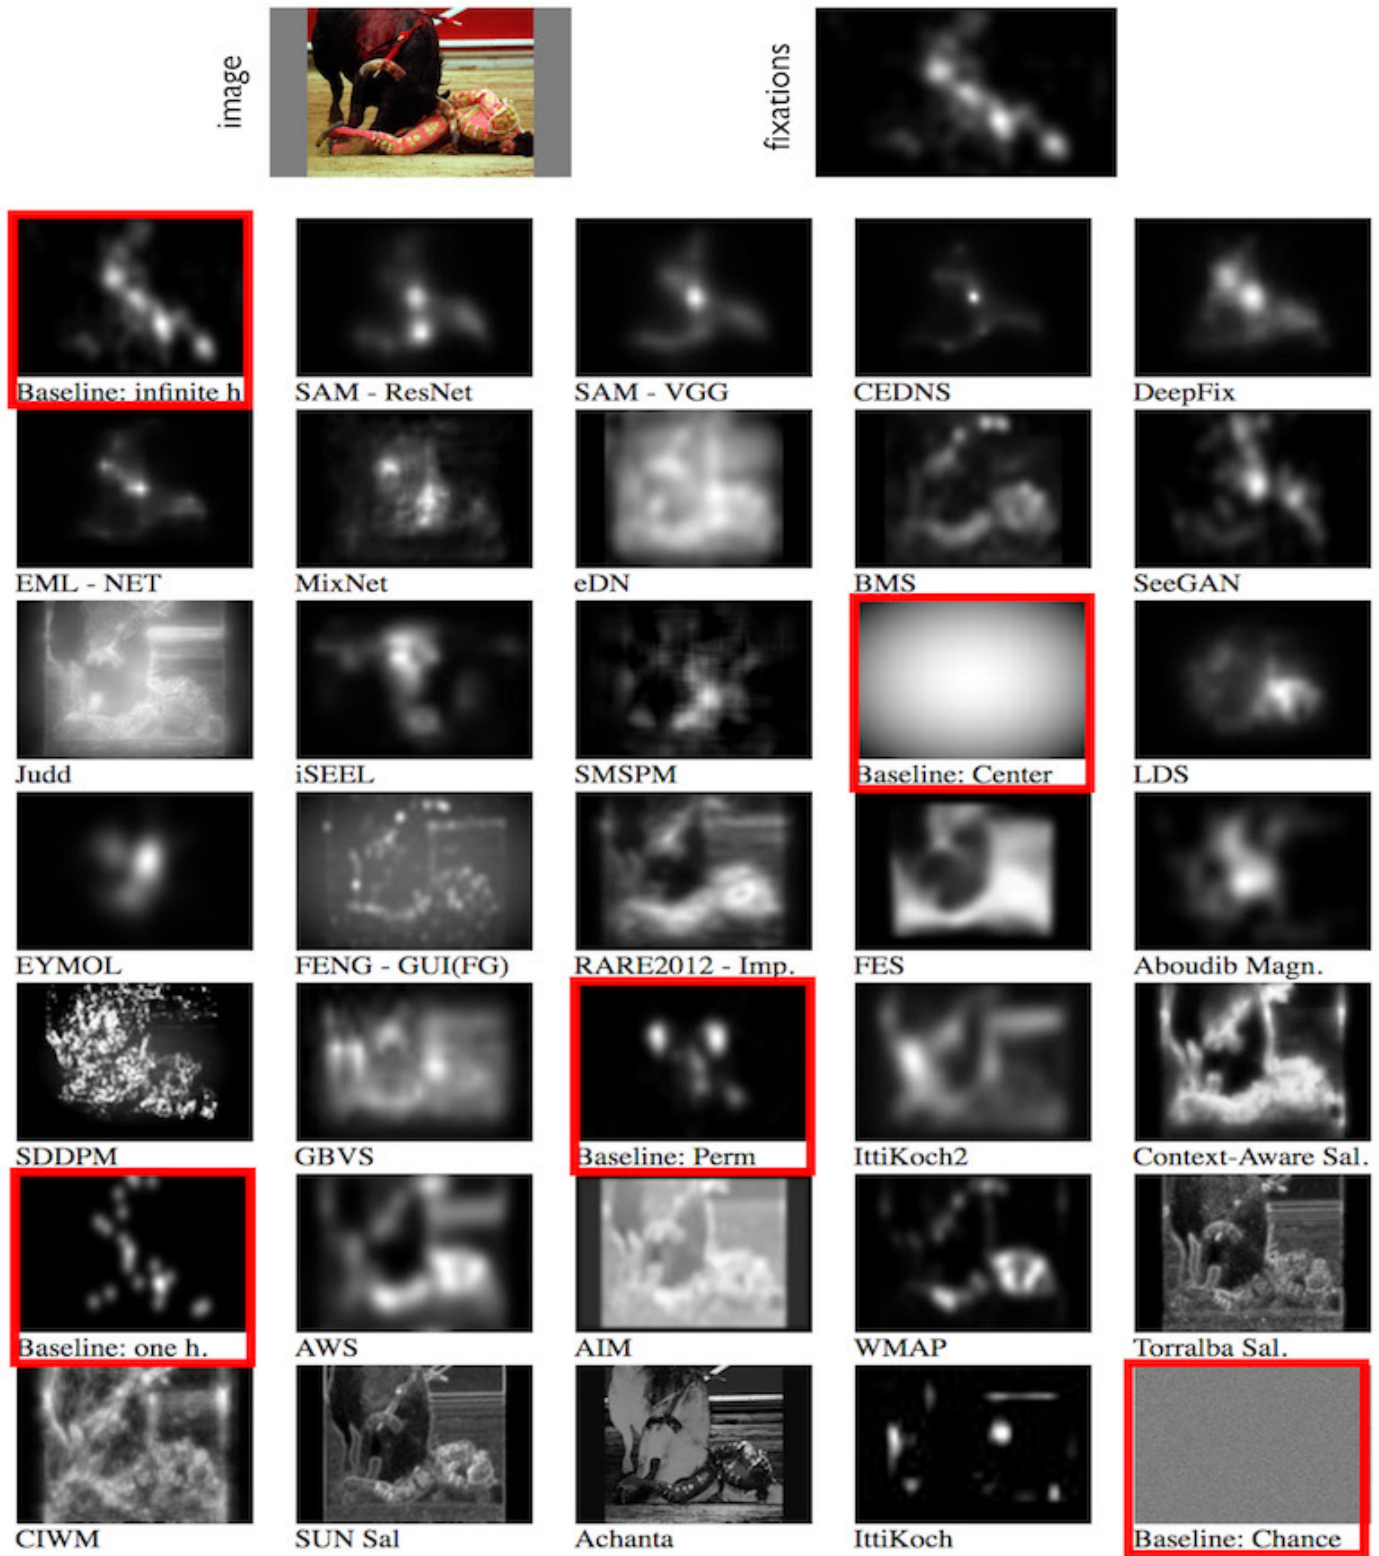 image
fixations
Baseline: infinite h
SAM - ResNet
SAM - VGG
CEDNS
DeepFix
EML - NET
MixNet
eDN
BMS
SeeGAN
Judd
iSEEL
SMSPM
Baseline: Center
LDS
EYMOL
FENG - GUI(FG)
RARE2012 - Imp.
FES
Aboudib Magn.
SDDPM
GBVS
Baseline: Perm
IttiKoch2
Context-Aware Sal.
Baseline: one h.
AWS
AIM
WMAP
Torralba Sal.
CIWM
SUN Sal
Achanta
IttiKoch
Baseline: Chance